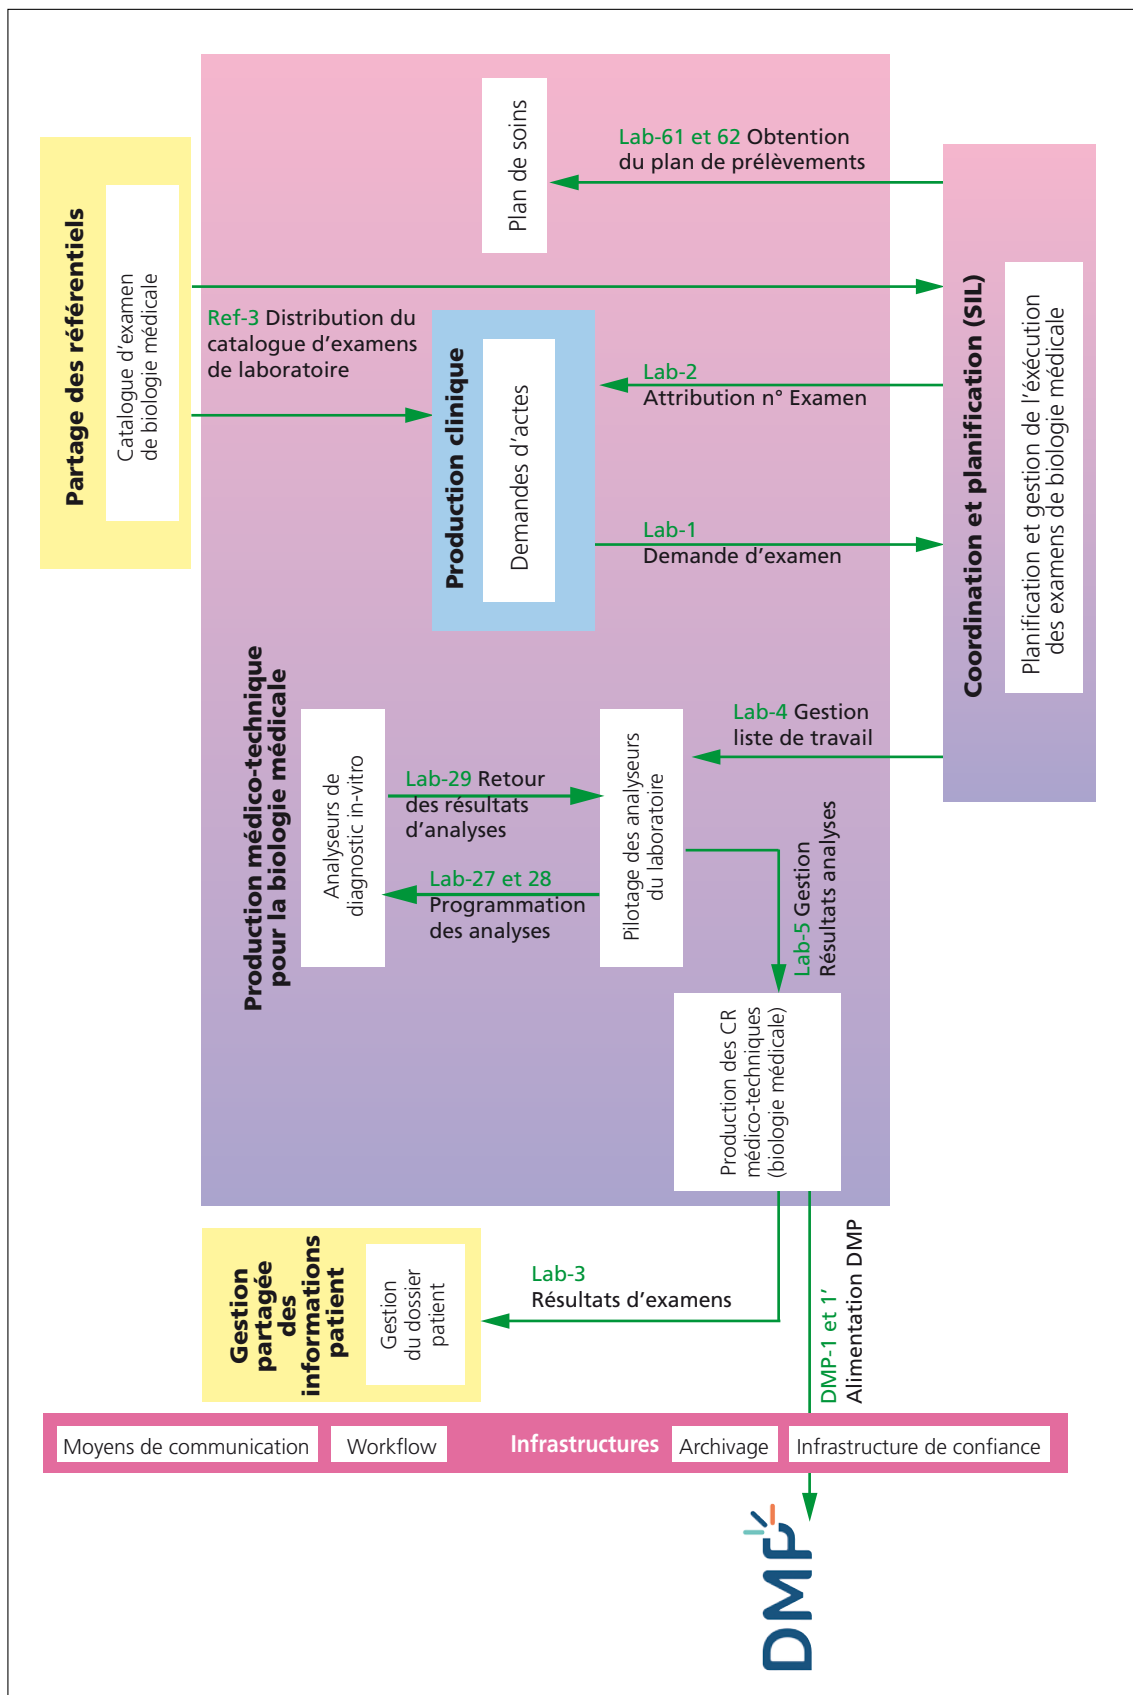 Partage des référentiels
Catalogue d'examen
de biologie médicale
Plan de soins
Lab-61 et 62 Obtention
du plan de prélèvements
Ref-3 Distribution du
catalogue d'examens
de laboratoire
Production clinique
Demandes d'actes
Lab-2
Attribution n° Examen
Lab-1
Demande d'examen
Coordination et planification (SIL)
Planification et gestion de l'éxécution
des examens de biologie médicale
Production médico-technique
pour la biologie médicale
Analyseurs de
diagnostic in-vitro
Lab-29 Retour
des résultats
d'analyses
Lab-27 et 28
Programmation
des analyses
Pilotage des analyseurs
du laboratoire
Lab-4 Gestion
liste de travail
Lab-5 Gestion
Résultats analyses
Production des CR
médico-techniques
(biologie médicale)
Gestion
partagée
des
informations
patient
Gestion
du dossier
patient
Lab-3
Résultats d'examens
DMP-1 et 1'
Alimentation DMP
Moyens de communication
Workflow
Infrastructures
Archivage
Infrastructure de confiance
DMP